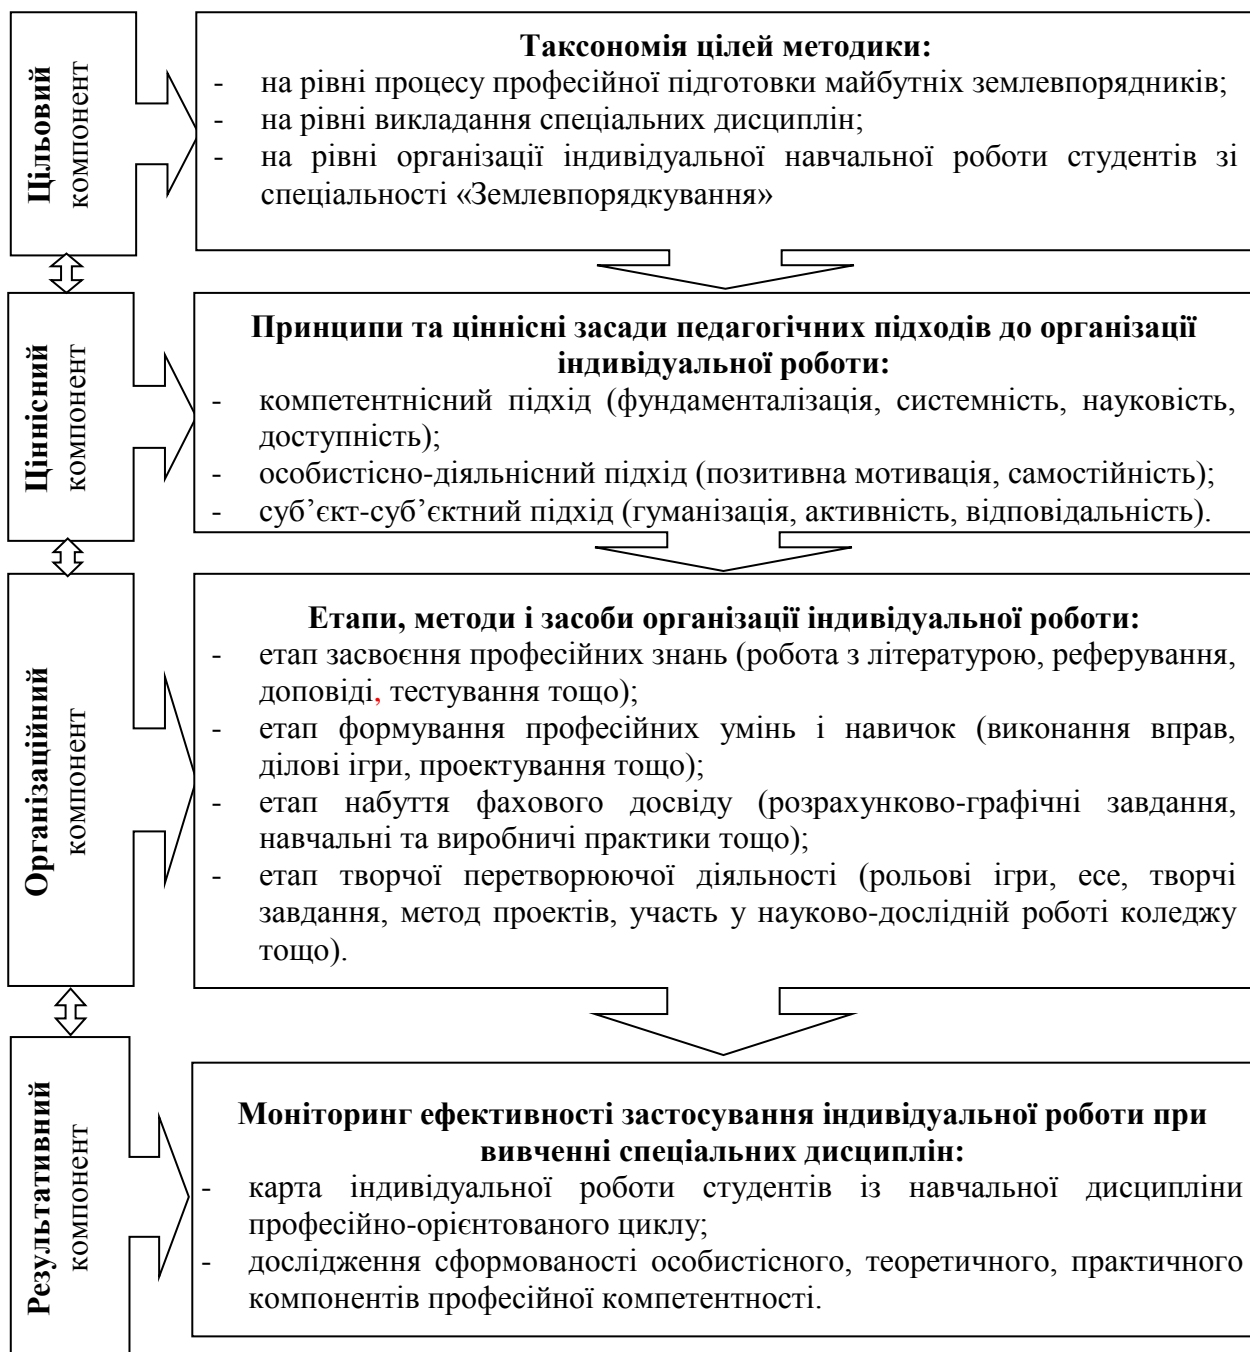 Цільовий
компонент
Таксономія цілей методики:
- на рівні процесу професійної підготовки майбутніх землевпорядників;
- на рівні викладання спеціальних дисциплін;
- на рівні організації індивідуальної навчальної роботи студентів зі
спеціальності «Землевпорядкування»
Ціннісний
компонент
Принципи та ціннісні засади педагогічних підходів до організації
індивідуальної роботи:
- компетентнісний підхід (фундаменталізація, системність, науковість,
доступність);
- особистісно-діяльнісний підхід (позитивна мотивація, самостійність);
- суб’єкт-суб’єктний підхід (гуманізація, активність, відповідальність).
Організаційний
компонент
Етапи, методи і засоби організації індивідуальної роботи:
- етап засвоєння професійних знань (робота з літературою, реферування,
доповіді, тестування тощо);
- етап формування професійних умінь і навичок (виконання вправ,
ділові ігри, проектування тощо);
- етап набуття фахового досвіду (розрахунково-графічні завдання,
навчальні та виробничі практики тощо);
- етап творчої перетворюючої діяльності (рольові ігри, есе, творчі
завдання, метод проектів, участь у науково-дослідній роботі коледжу
тощо).
Результативний
компонент
Моніторинг ефективності застосування індивідуальної роботи при
вивченні спеціальних дисциплін:
- карта індивідуальної роботи студентів із навчальної дисципліни
професійно-орієнтованого циклу;
- дослідження сформованості особистісного, теоретичного, практичного
компонентів професійної компетентності.